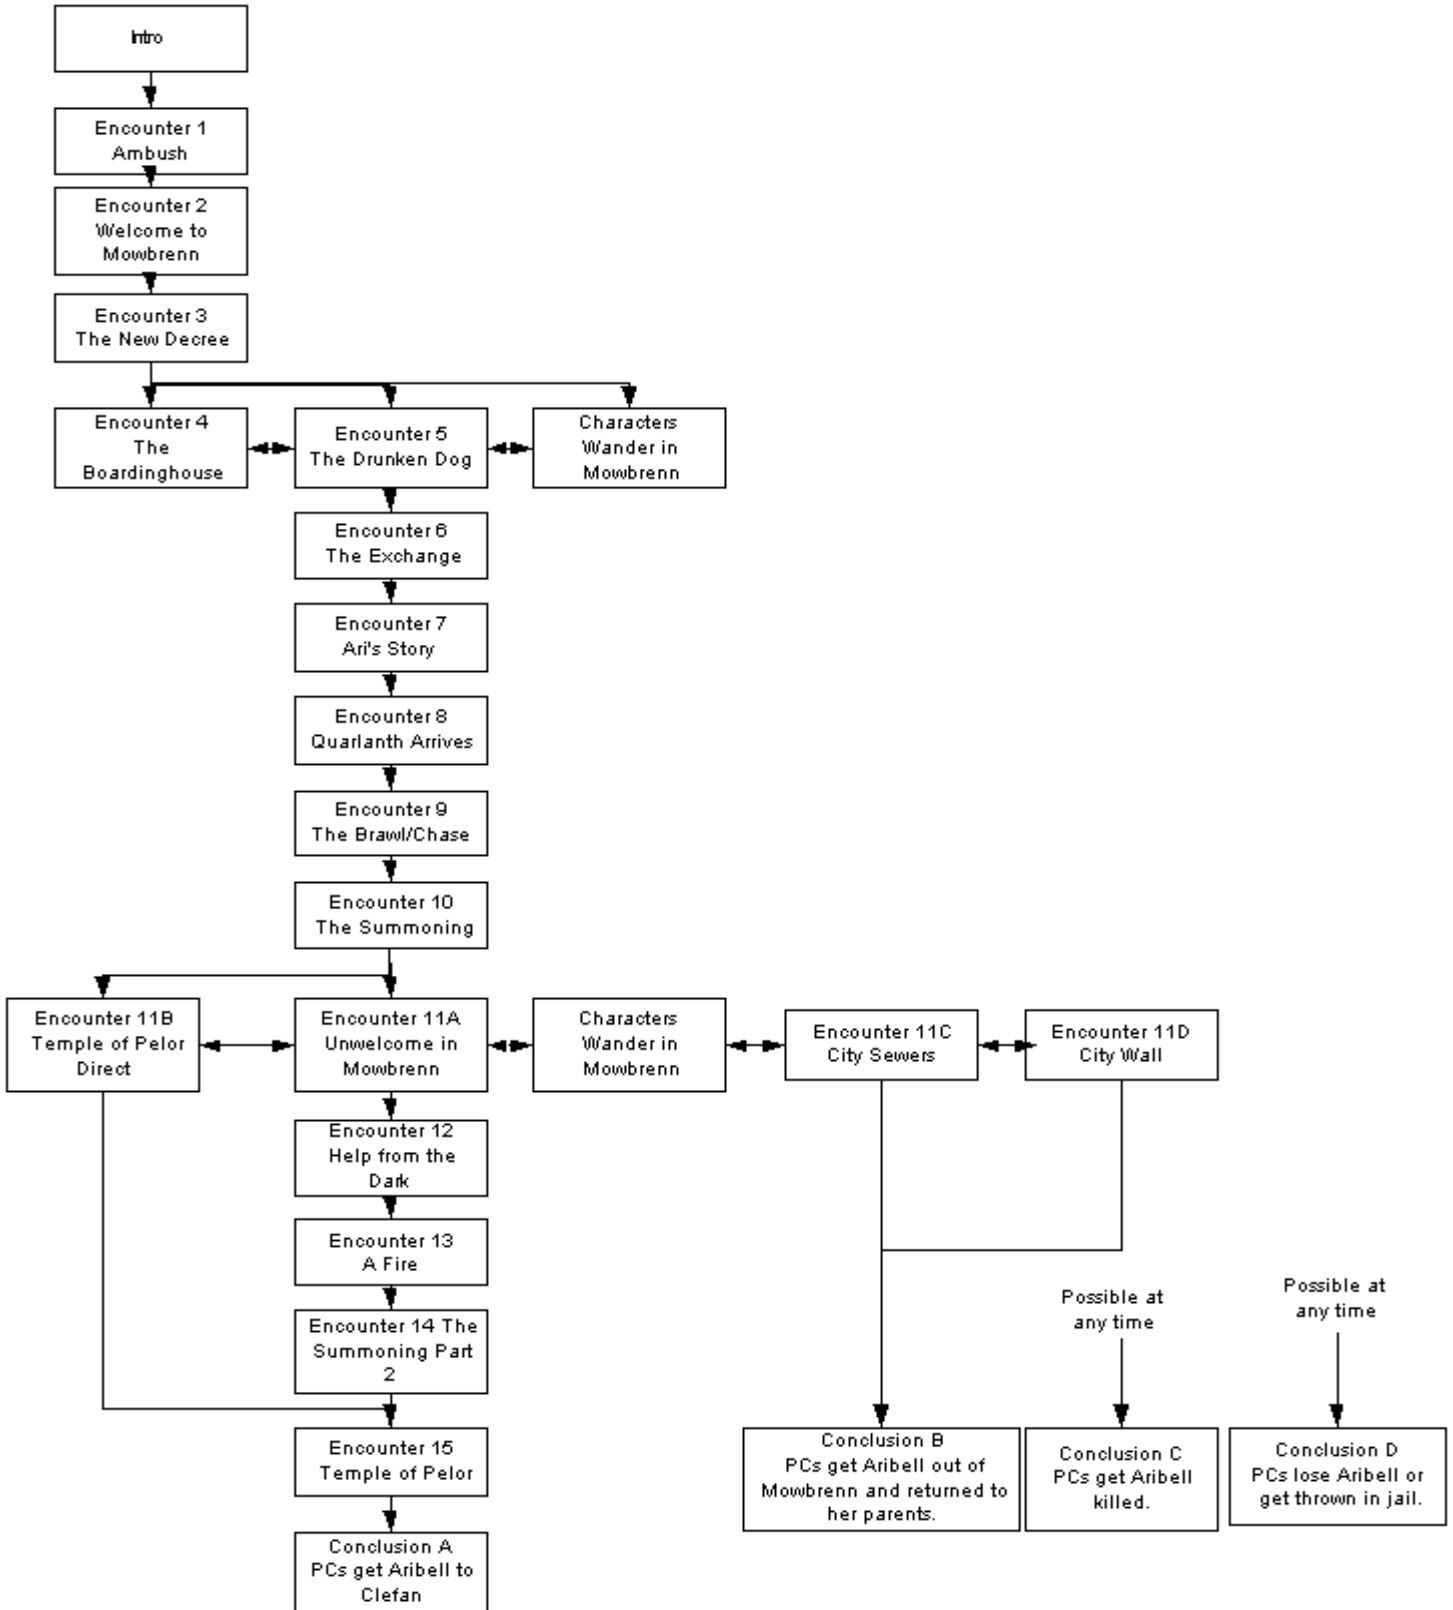 Intro
Encounter 1
Ambush
Encounter 2
Welcome to
Mowbrenn
Encounter 3
The New Decree
Encounter 4
The
Boardinghouse
Encounter 5
The Drunken Dog
Characters
Wander in
Mowbrenn
Encounter 6
The Exchange
Encounter 7
Ari's Story
Encounter 8
Quarlanth Arrives
Encounter 9
The Brawl/Chase
Encounter 10
The Summoning
Encounter 11B
Temple of Pelor
Direct
Encounter 11A
Unwelcome in
Mowbrenn
Characters
Wander in
Mowbrenn
Encounter 11C
City Sewers
Encounter 11D
City Wall
Encounter 12
Help from the
Dark
Encounter 13
A Fire
Encounter 14 The
Summoning Part
2
Possible at
any time
Possible at
any time
Encounter 15
Temple of Pelor
Conclusion B
PCs get Aribell out of
Mowbrenn and returned to
her parents.
Conclusion C
PCs get Aribell
killed.
Conclusion D
PCs lose Aribell or
get thrown in jail.
Conclusion A
PCs get Aribell to
Clefan